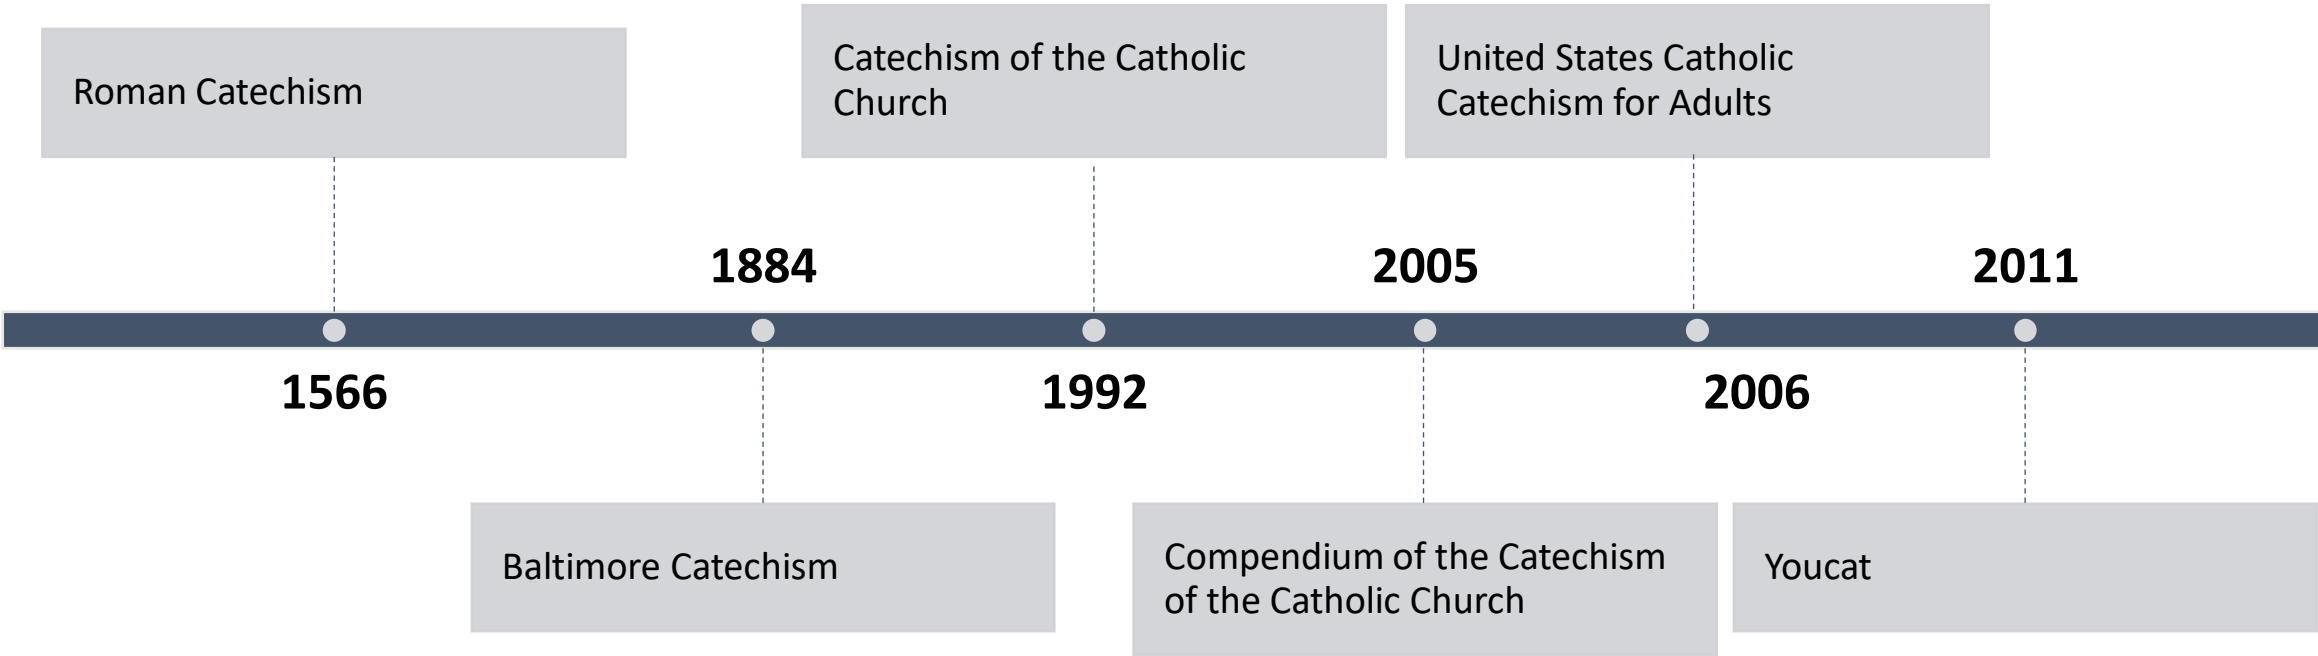 Roman Catechism
Catechism of the Catholic
Church
United States Catholic
Catechism for Adults
1884
2005
2011
1566
1992
2006
Baltimore Catechism
Compendium of the Catechism
of the Catholic Church
Youcat